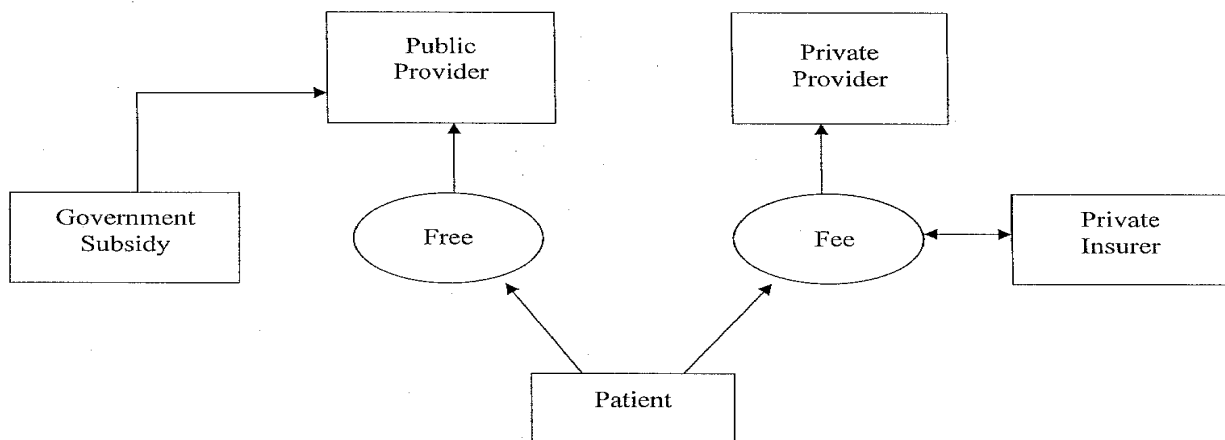 Public
Provider
Private
Provider
Government
Subsidy
Free
Fee
Private
Insurer
Patient